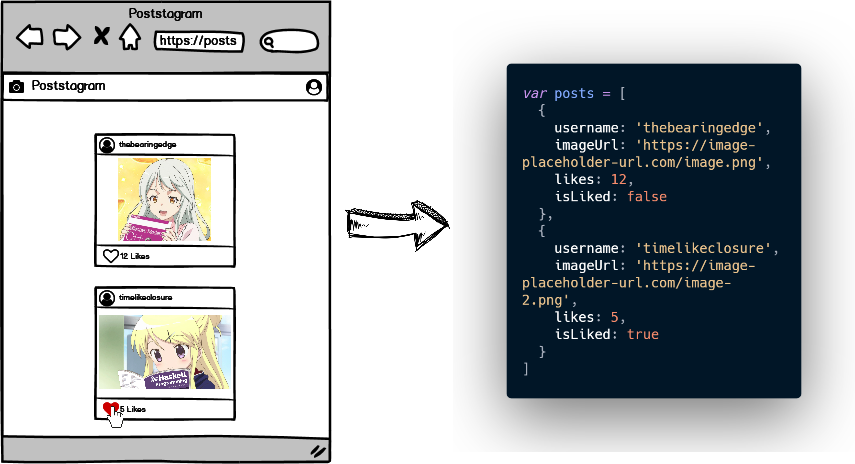 Poststagram
https://posts
Poststagram
thebearingedge
12 Likes
timelikeclosure
Haskell
Programming
5 Likes
var posts = [
{
username: 'thebearingedge',
imageUrl: 'https://image-
placeholder-url.com/image.png',
likes: 12,
isLiked: false
},
{
username: 'timelikeclosure',
imageUrl: 'https://image-
placeholder-url.com/image-
2.png',
likes: 5,
isLiked: true
}
]